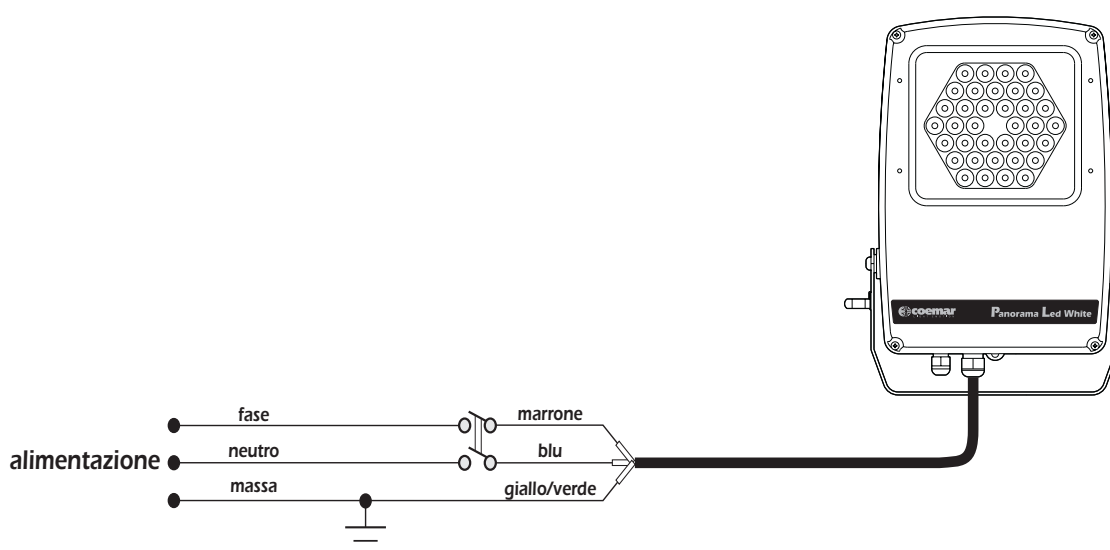 coemar Panorama Led White
fase marrone
alimentazione neutro blu
massa giallo/verde